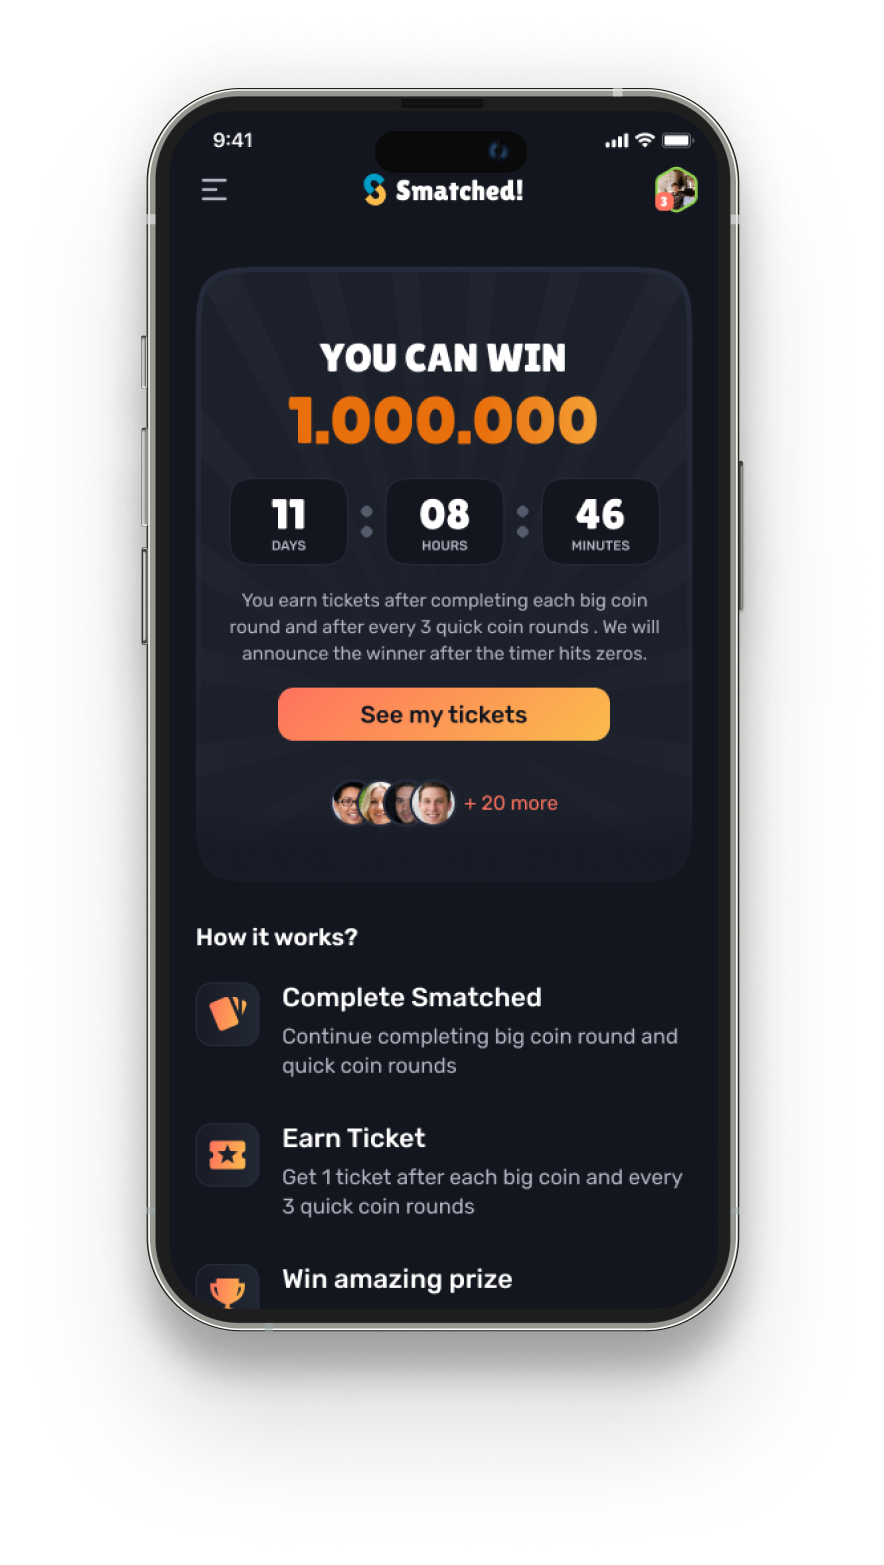 9:41
Smatched!
3
YOU CAN WIN
1.000.000
11 : 08 : 46
DAYS HOURS MINUTES
You earn tickets after completing each big coin
round and after every 3 quick coin rounds . We will
announce the winner after the timer hits zeros.
See my tickets
+ 20 more
How it works?
Complete Smatched
Continue completing big coin round and
quick coin rounds
Earn Ticket
Get 1 ticket after each big coin and every
3 quick coin rounds
Win amazing prize